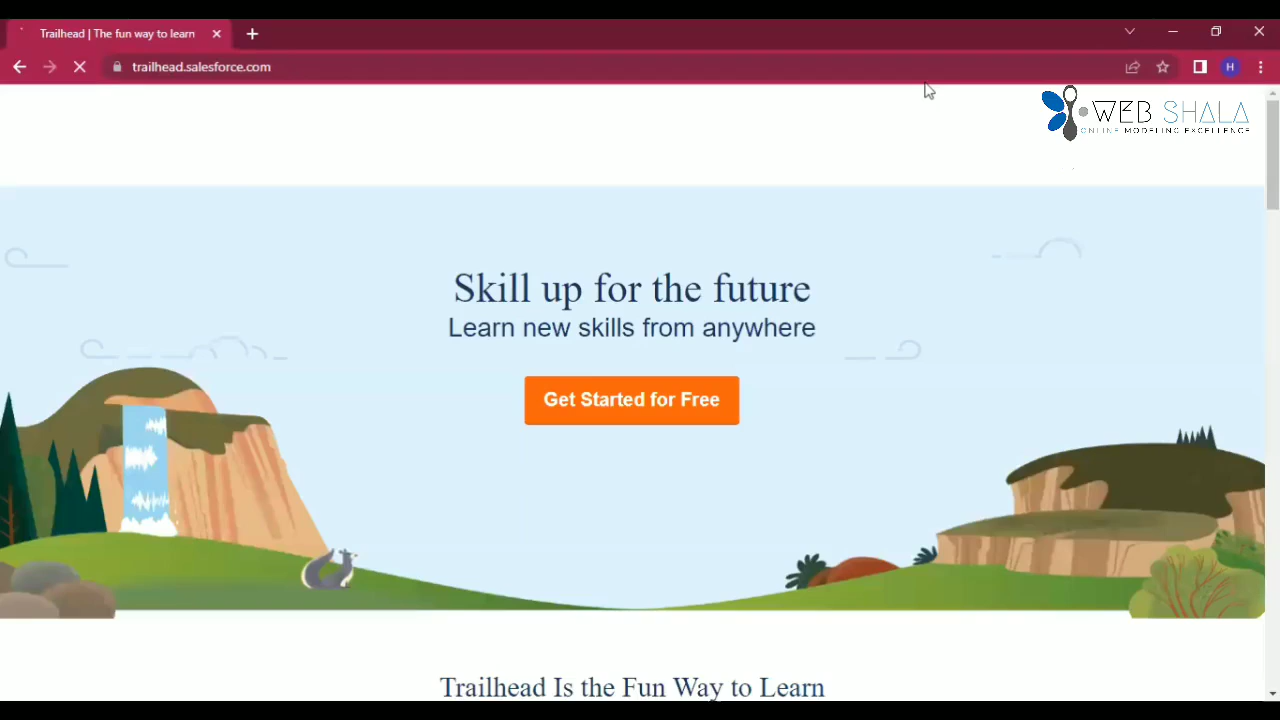 Trailhead | The fun way to learn
trailhead.salesforce.com
H
WEB SHALA
ONLINE MODELING EXCELLENCE
Skill up for the future
Learn new skills from anywhere
Get Started for Free
Trailhead Is the Fun Way to Learn